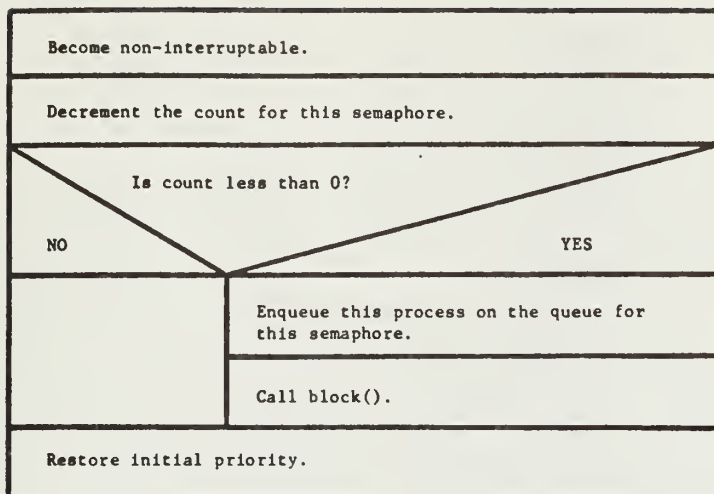 Become non-interruptable.
Decrement the count for this semaphore.
Is count less than 0?
NO
YES
Enqueue this process on the queue for
this semaphore.
Call block().
Restore initial priority.